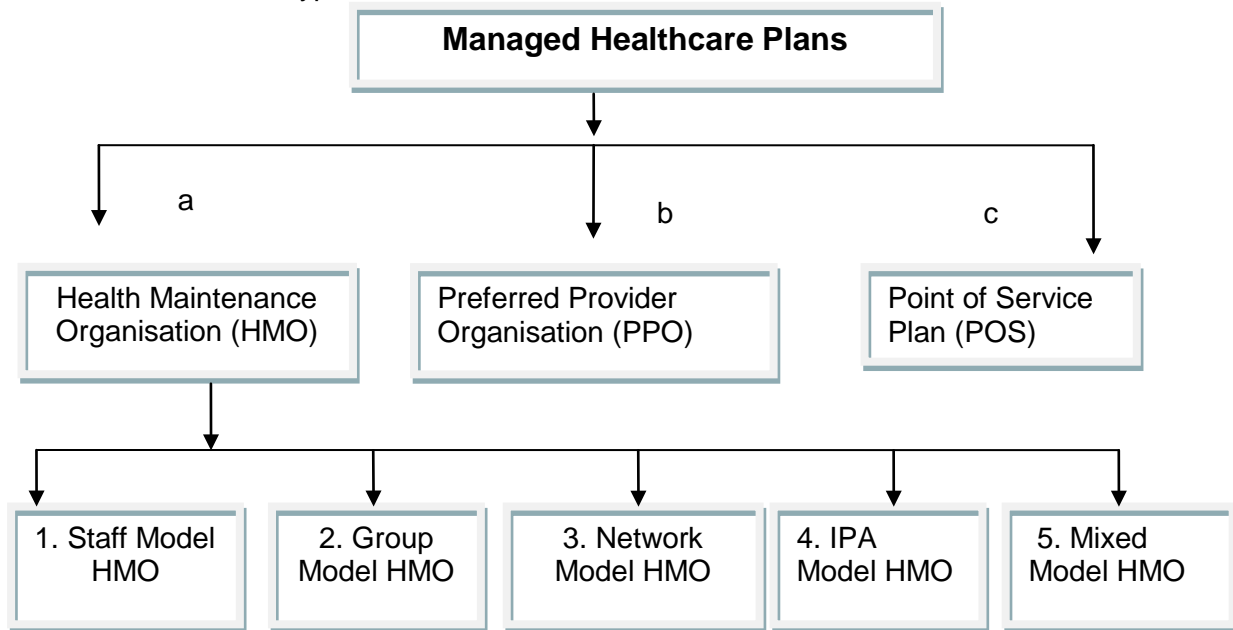 Managed Healthcare Plans
a
b
c
Health Maintenance
Organisation (HMO)
Preferred Provider
Organisation (PPO)
Point of Service
Plan (POS)
1. Staff Model
HMO
2. Group
Model HMO
3. Network
Model HMO
4. IPA
Model HMO
5. Mixed
Model HMO